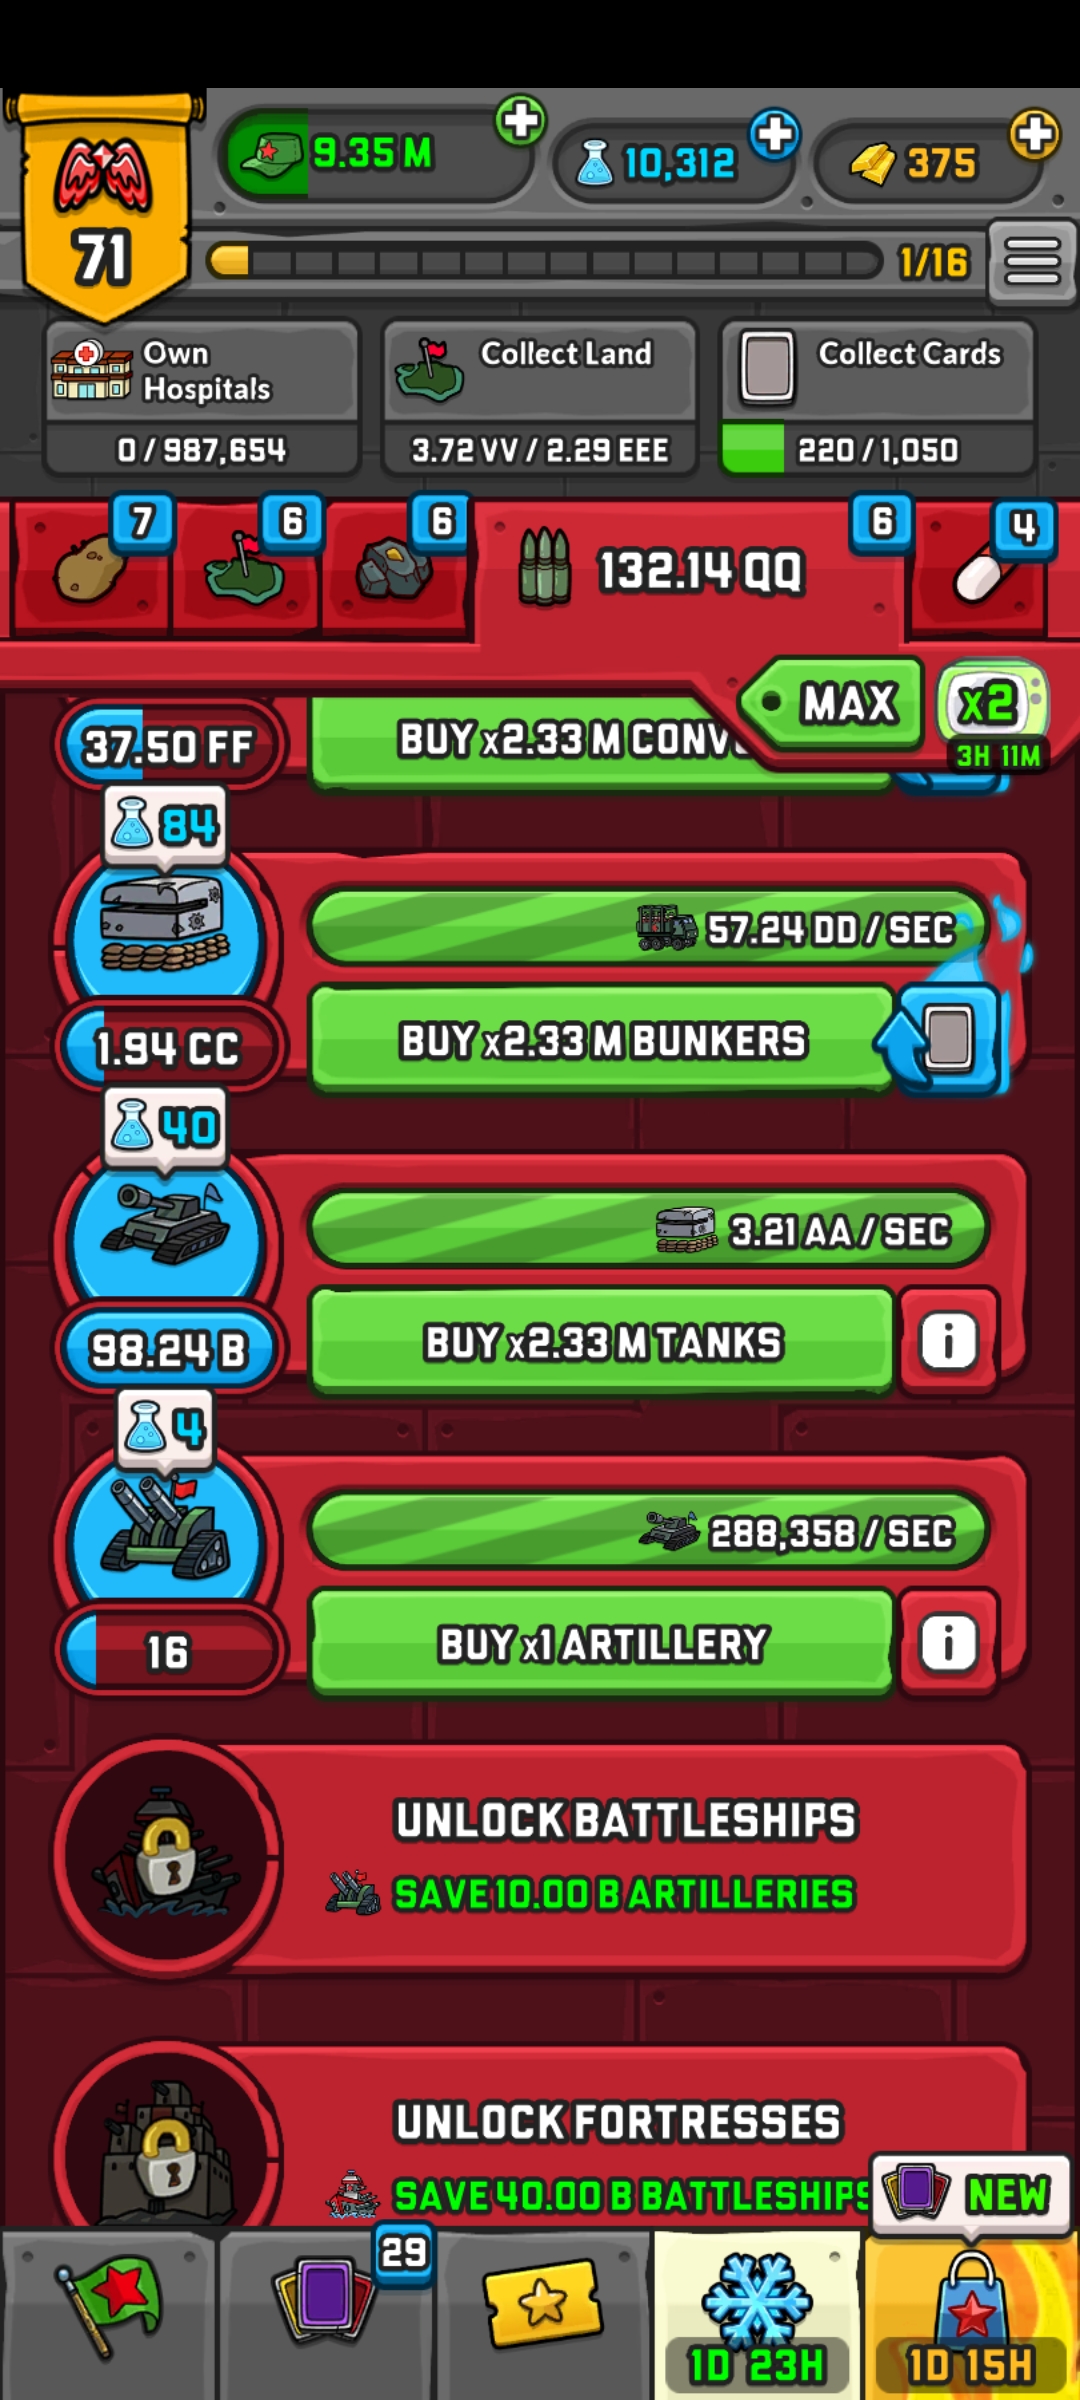 9.35 M
10,312
375
71
1/16
Own
Hospitals
Collect Land
Collect Cards
0 / 987,654
3.72 VV / 2.29 EEE
220 / 1,050
7
6
6
132.14 QQ
6
4
MAX
x2
3H 11M
37.50 FF
BUY x2.33 M CONV
84
57.24 DD / SEC
1.94 CC
BUY x2.33 M BUNKERS
40
3.21 AA / SEC
98.24 B
BUY x2.33 M TANKS
i
4
288,358 / SEC
16
BUY x1 ARTILLERY
i
UNLOCK BATTLESHIPS
SAVE 10.00 B ARTILLERIES
UNLOCK FORTRESSES
SAVE 40.00 B BATTLESHIPS
NEW
29
1D 23H
1D 15H